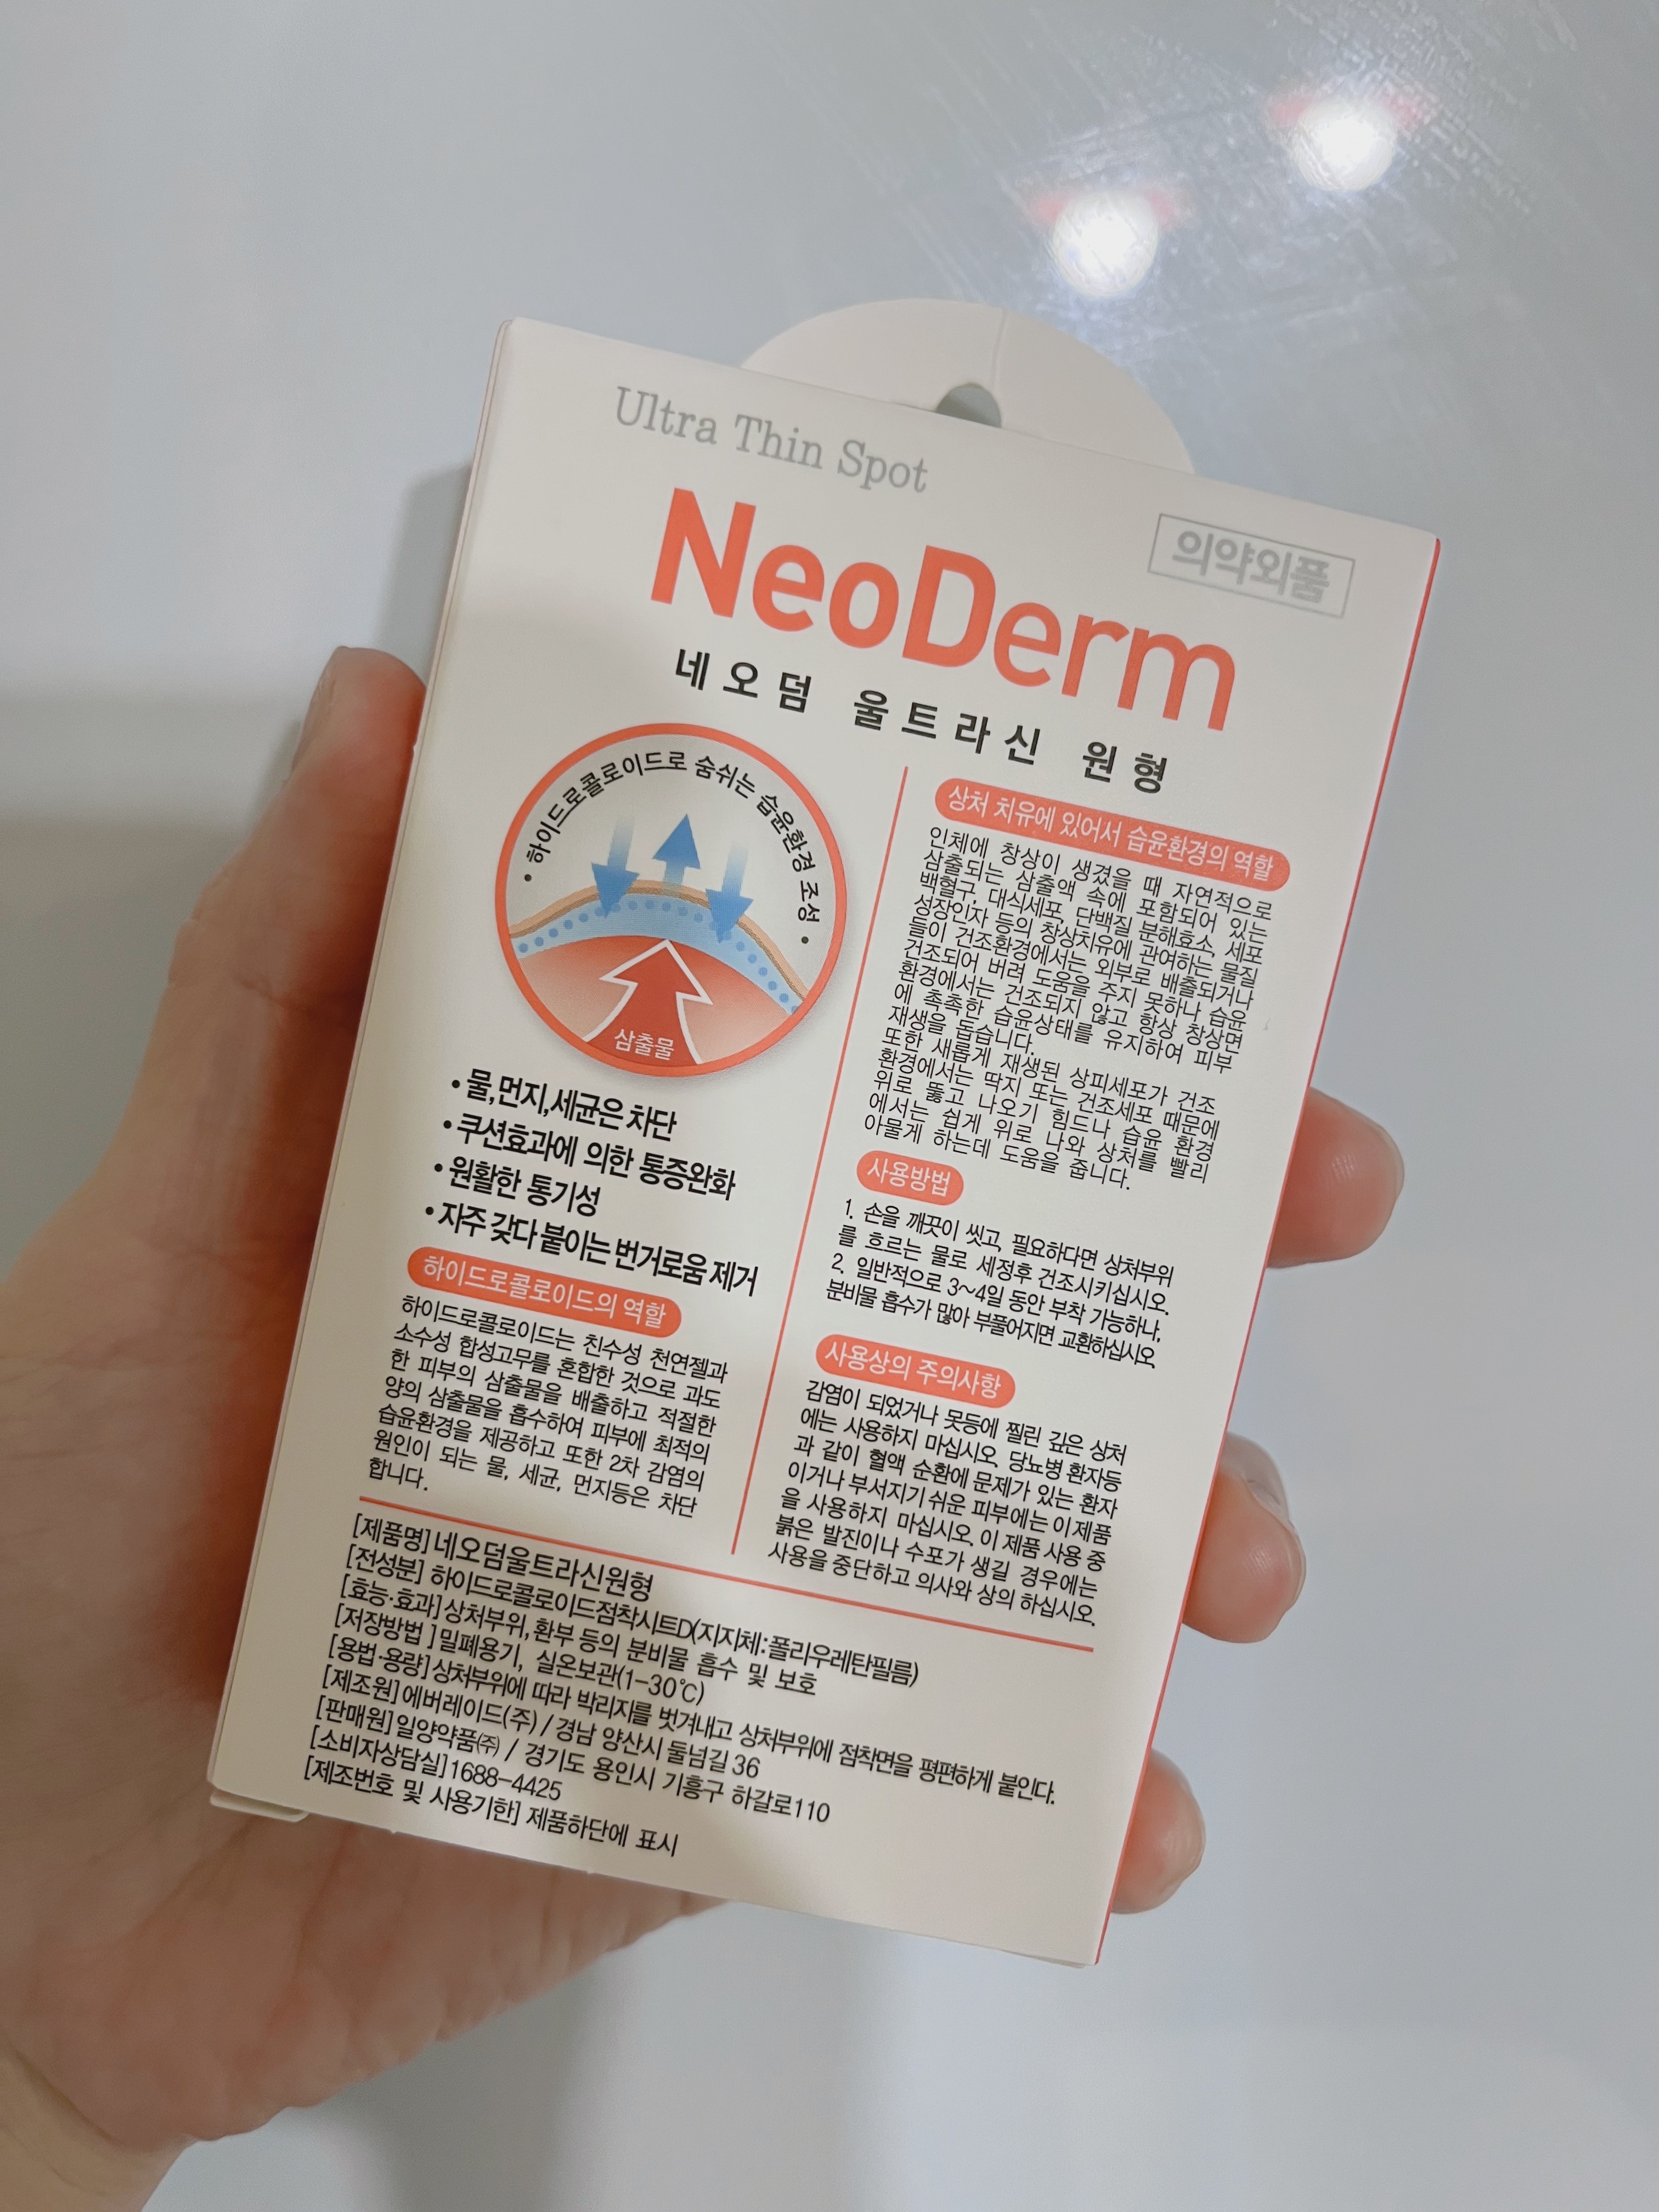 Ultra Thin Spot
의약외품
NeoDerm
네오덤 울트라신 원형
• 하이드로콜로이드로 숨쉬는 습윤환경 조성 •
삼출물
• 물,먼지,세균은 차단
• 쿠션효과에 의한 통증완화
• 원활한 통기성
• 자주 갖다 붙이는 번거로움 제거
하이드로콜로이드의 역할
하이드로콜로이드는 친수성 천연젤과
소수성 합성고무를 혼합한 것으로 과도
한 피부의 삼출물을 배출하고 적절한
양의 삼출물을 흡수하여 피부에 최적의
습윤환경을 제공하고 또한 2차 감염의
원인이 되는 물, 세균, 먼지등은 차단
합니다.
상처 치유에 있어서 습윤환경의 역할
인체에 창상이 생겼을 때 자연적으로
삼출되는 삼출액 속에 포함되어 있는
백혈구, 대식세포, 단백질 분해효소, 세포
성장인자 등의 창상치유에 관여하는 물질
들이 건조환경에서는 외부로 배출되거나
건조되어 버려 도움을 주지 못하나 습윤
환경에서는 건조되지 않고 항상 창상면
에 촉촉한 습윤상태를 유지하여 피부
재생을 돕습니다.
또한 새롭게 재생된 상피세포가 건조
환경에서는 딱지 또는 건조세포 때문에
위로 뚫고 나오기 힘드나 습윤 환경
에서는 쉽게 위로 나와 상처를 빨리
아물게 하는데 도움을 줍니다.
사용방법
1. 손을 깨끗이 씻고, 필요하다면 상처부위
를 흐르는 물로 세정후 건조시키십시오.
2. 일반적으로 3~4일 동안 부착 가능하나,
분비물 흡수가 많아 부풀어지면 교환하십시오.
사용상의 주의사항
감염이 되었거나 못등에 찔린 깊은 상처
에는 사용하지 마십시오. 당뇨병 환자등
과 같이 혈액 순환에 문제가 있는 환자
이거나 부서지기 쉬운 피부에는 이 제품
을 사용하지 마십시오. 이 제품 사용 중
붉은 발진이나 수포가 생길 경우에는
사용을 중단하고 의사와 상의 하십시오.
[제품명] 네오덤울트라신원형
[전성분] 하이드로콜로이드점착시트D(지지체:폴리우레탄필름)
[효능·효과] 상처부위, 환부 등의 분비물 흡수 및 보호
[저장방법 ] 밀폐용기, 실온보관(1-30℃)
[용법·용량] 상처부위에 따라 박리지를 벗겨내고 상처부위에 점착면을 평편하게 붙인다.
[제조원] 에버레이드(주) / 경남 양산시 둘넘길 36
[판매원] 일양약품㈜ / 경기도 용인시 기흥구 하갈로110
[소비자상담실] 1688-4425
[제조번호 및 사용기한] 제품하단에 표시